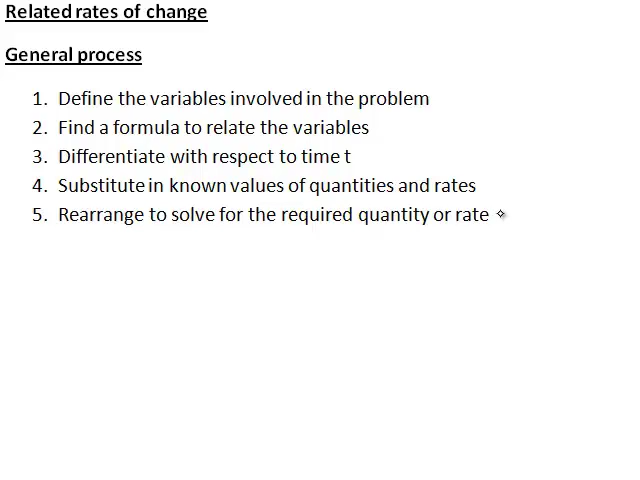 Related rates of change
General process
1. Define the variables involved in the problem
2. Find a formula to relate the variables
3. Differentiate with respect to time t
4. Substitute in known values of quantities and rates
5. Rearrange to solve for the required quantity or rate